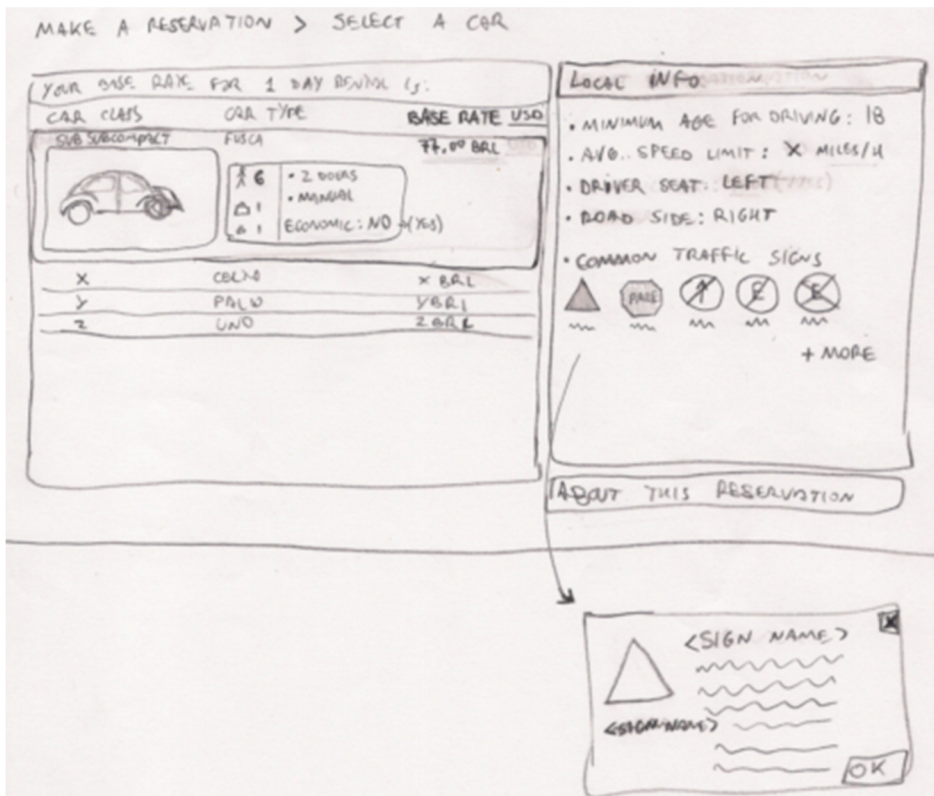 MAKE A RESERVATION > SELECT A CAR
YOUR BASE RATE FOR 1 DAY RENTAL IS:
CAR CLASS CAR TYPE BASE RATE USD
SUB SUBCOMPACT FUSCA 77,00 BRL
6 • 2 DOORS
1 • MANUAL
1 ECONOMIC: NO (YES)
X CELTA X BRL
Y PALIO Y BRL
Z UNO Z BRL
LOCAL INFO
• MINIMUM AGE FOR DRIVING: 18
• AVG. SPEED LIMIT: X MILES/H
• DRIVER SEAT: LEFT
• ROAD SIDE: RIGHT
• COMMON TRAFFIC SIGNS
PARE E E
+ MORE
ABOUT THIS RESERVATION
X
<SIGN NAME>
<SIGN NAME>
OK